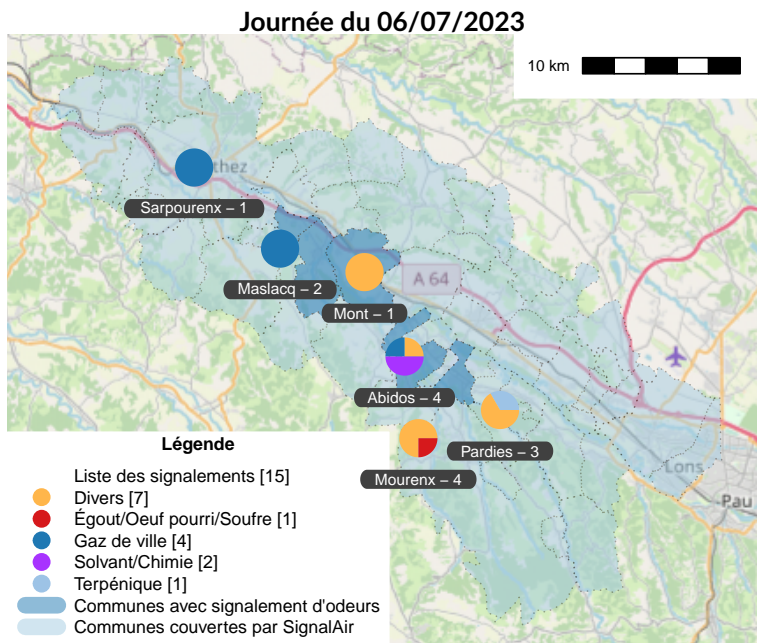 Journée du 06/07/2023
10 km
thez
Sarpourenx – 1
Maslacq – 2
A 64
Mont – 1
Abidos – 4
Pardies – 3
Mourenx – 4
Lons
Pau
Légende
Liste des signalements [15]
Divers [7]
Égout/Oeuf pourri/Soufre [1]
Gaz de ville [4]
Solvant/Chimie [2]
Terpénique [1]
Communes avec signalement d'odeurs
Communes couvertes par SignalAir